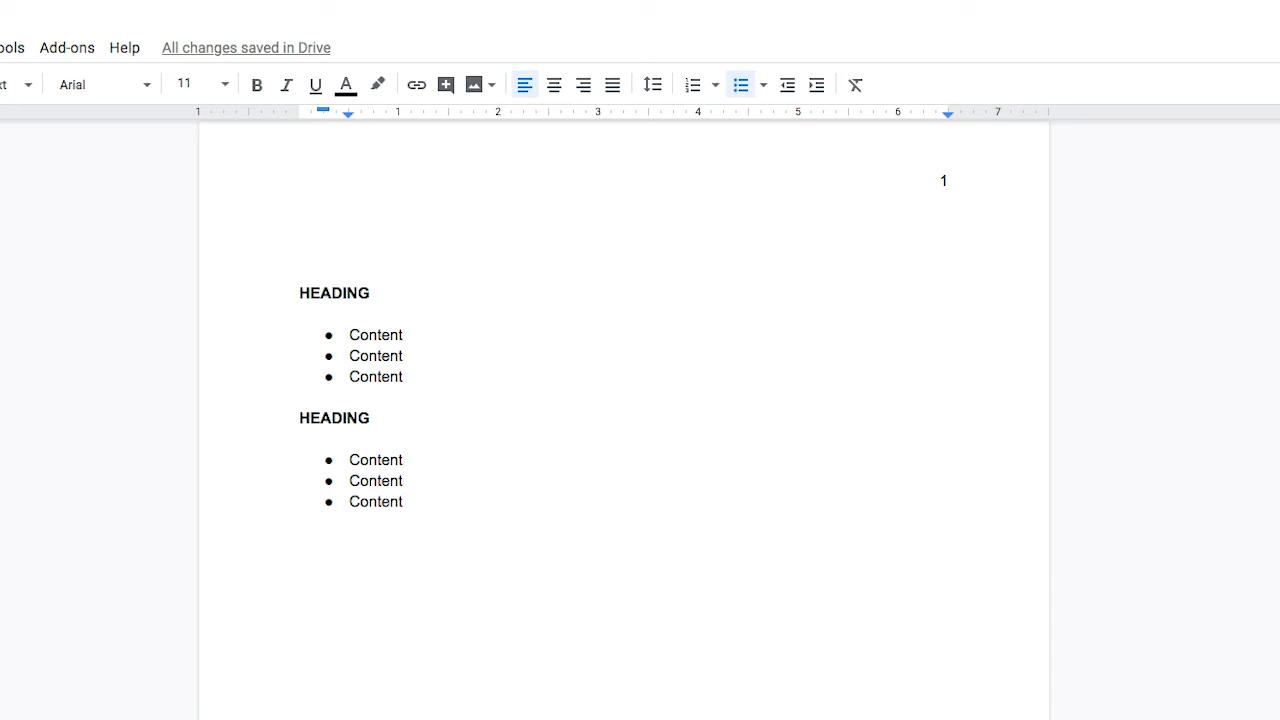 ools Add-ons Help All changes saved in Drive
xt Arial 11 B I U A
1 1 2 3 4 5 6 7
1
HEADING
● Content
● Content
● Content
HEADING
● Content
● Content
● Content